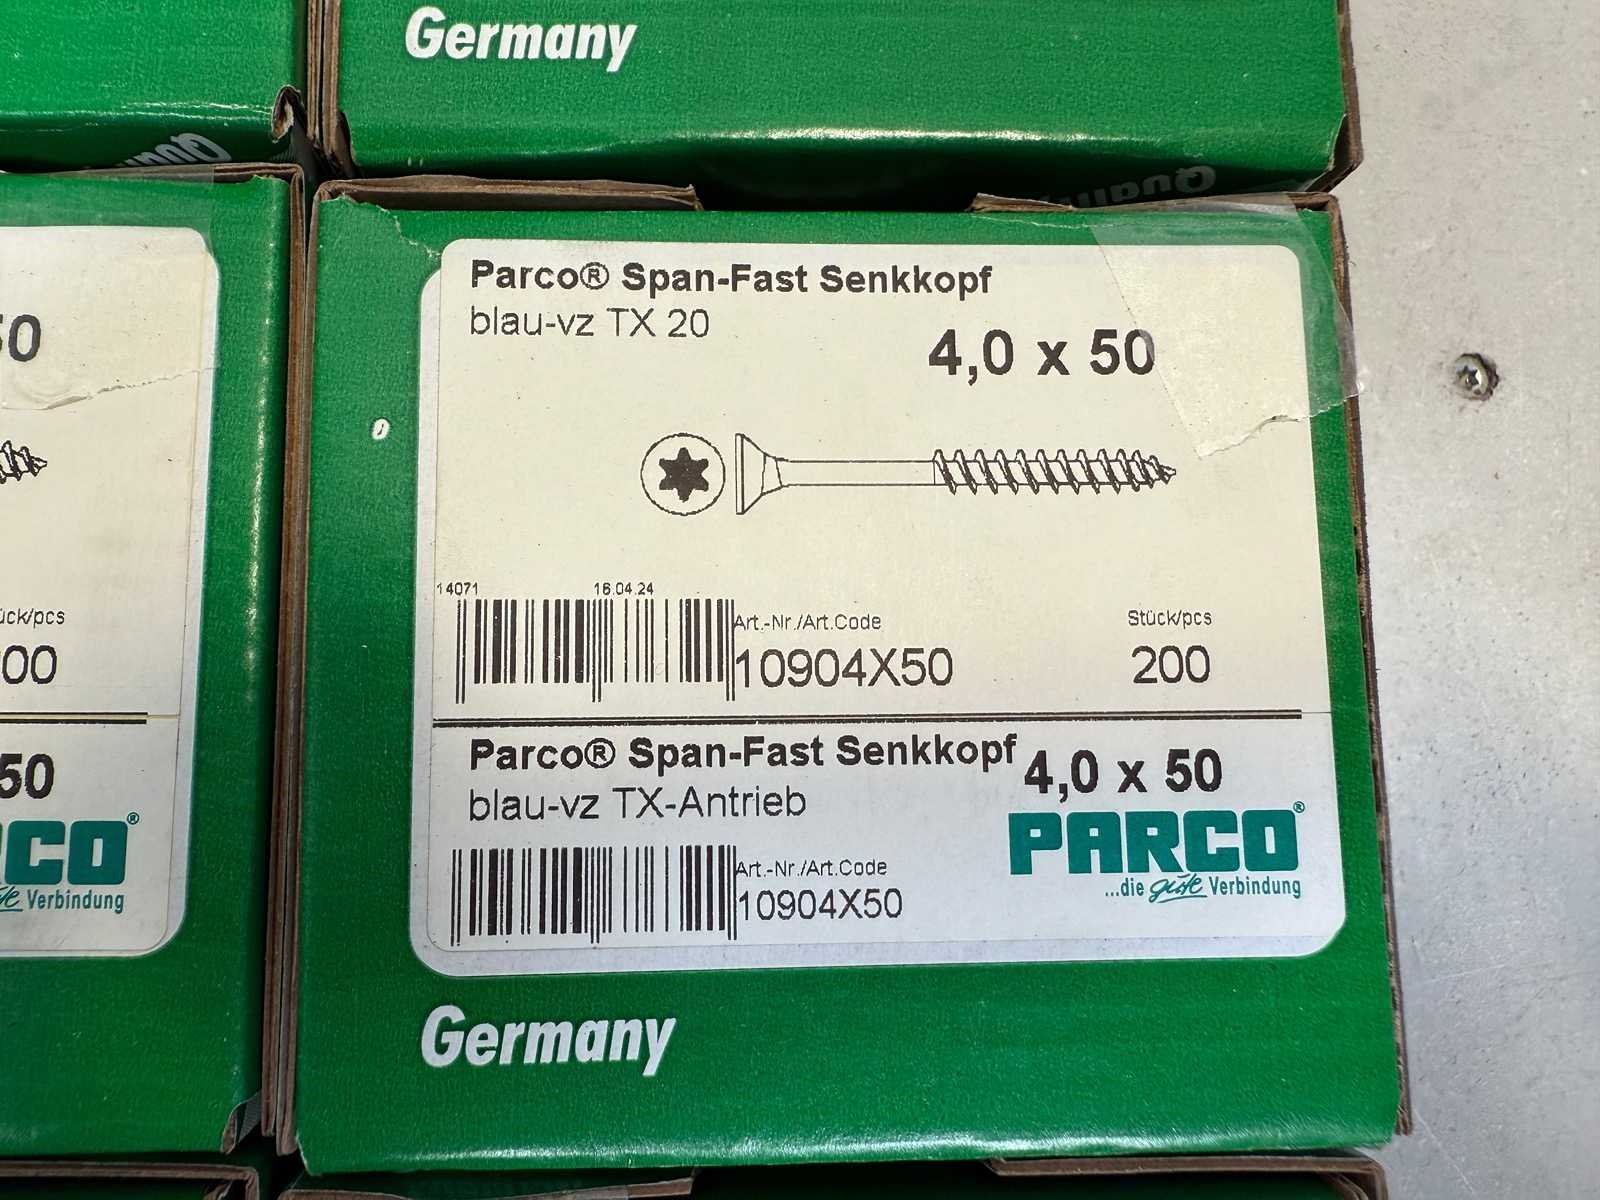 Germany
Parco® Span-Fast Senkkopf
blau-vz TX 20
4,0 x 50
14071
16.04.24
Art.-Nr./Art.Code
Stück/pcs
10904X50
200
Parco® Span-Fast Senkkopf
4,0 x 50
blau-vz TX-Antrieb
PARCO®
...die gute Verbindung
Art.-Nr./Art.Code
10904X50
Germany
50
00
50
CO®
Verbindung